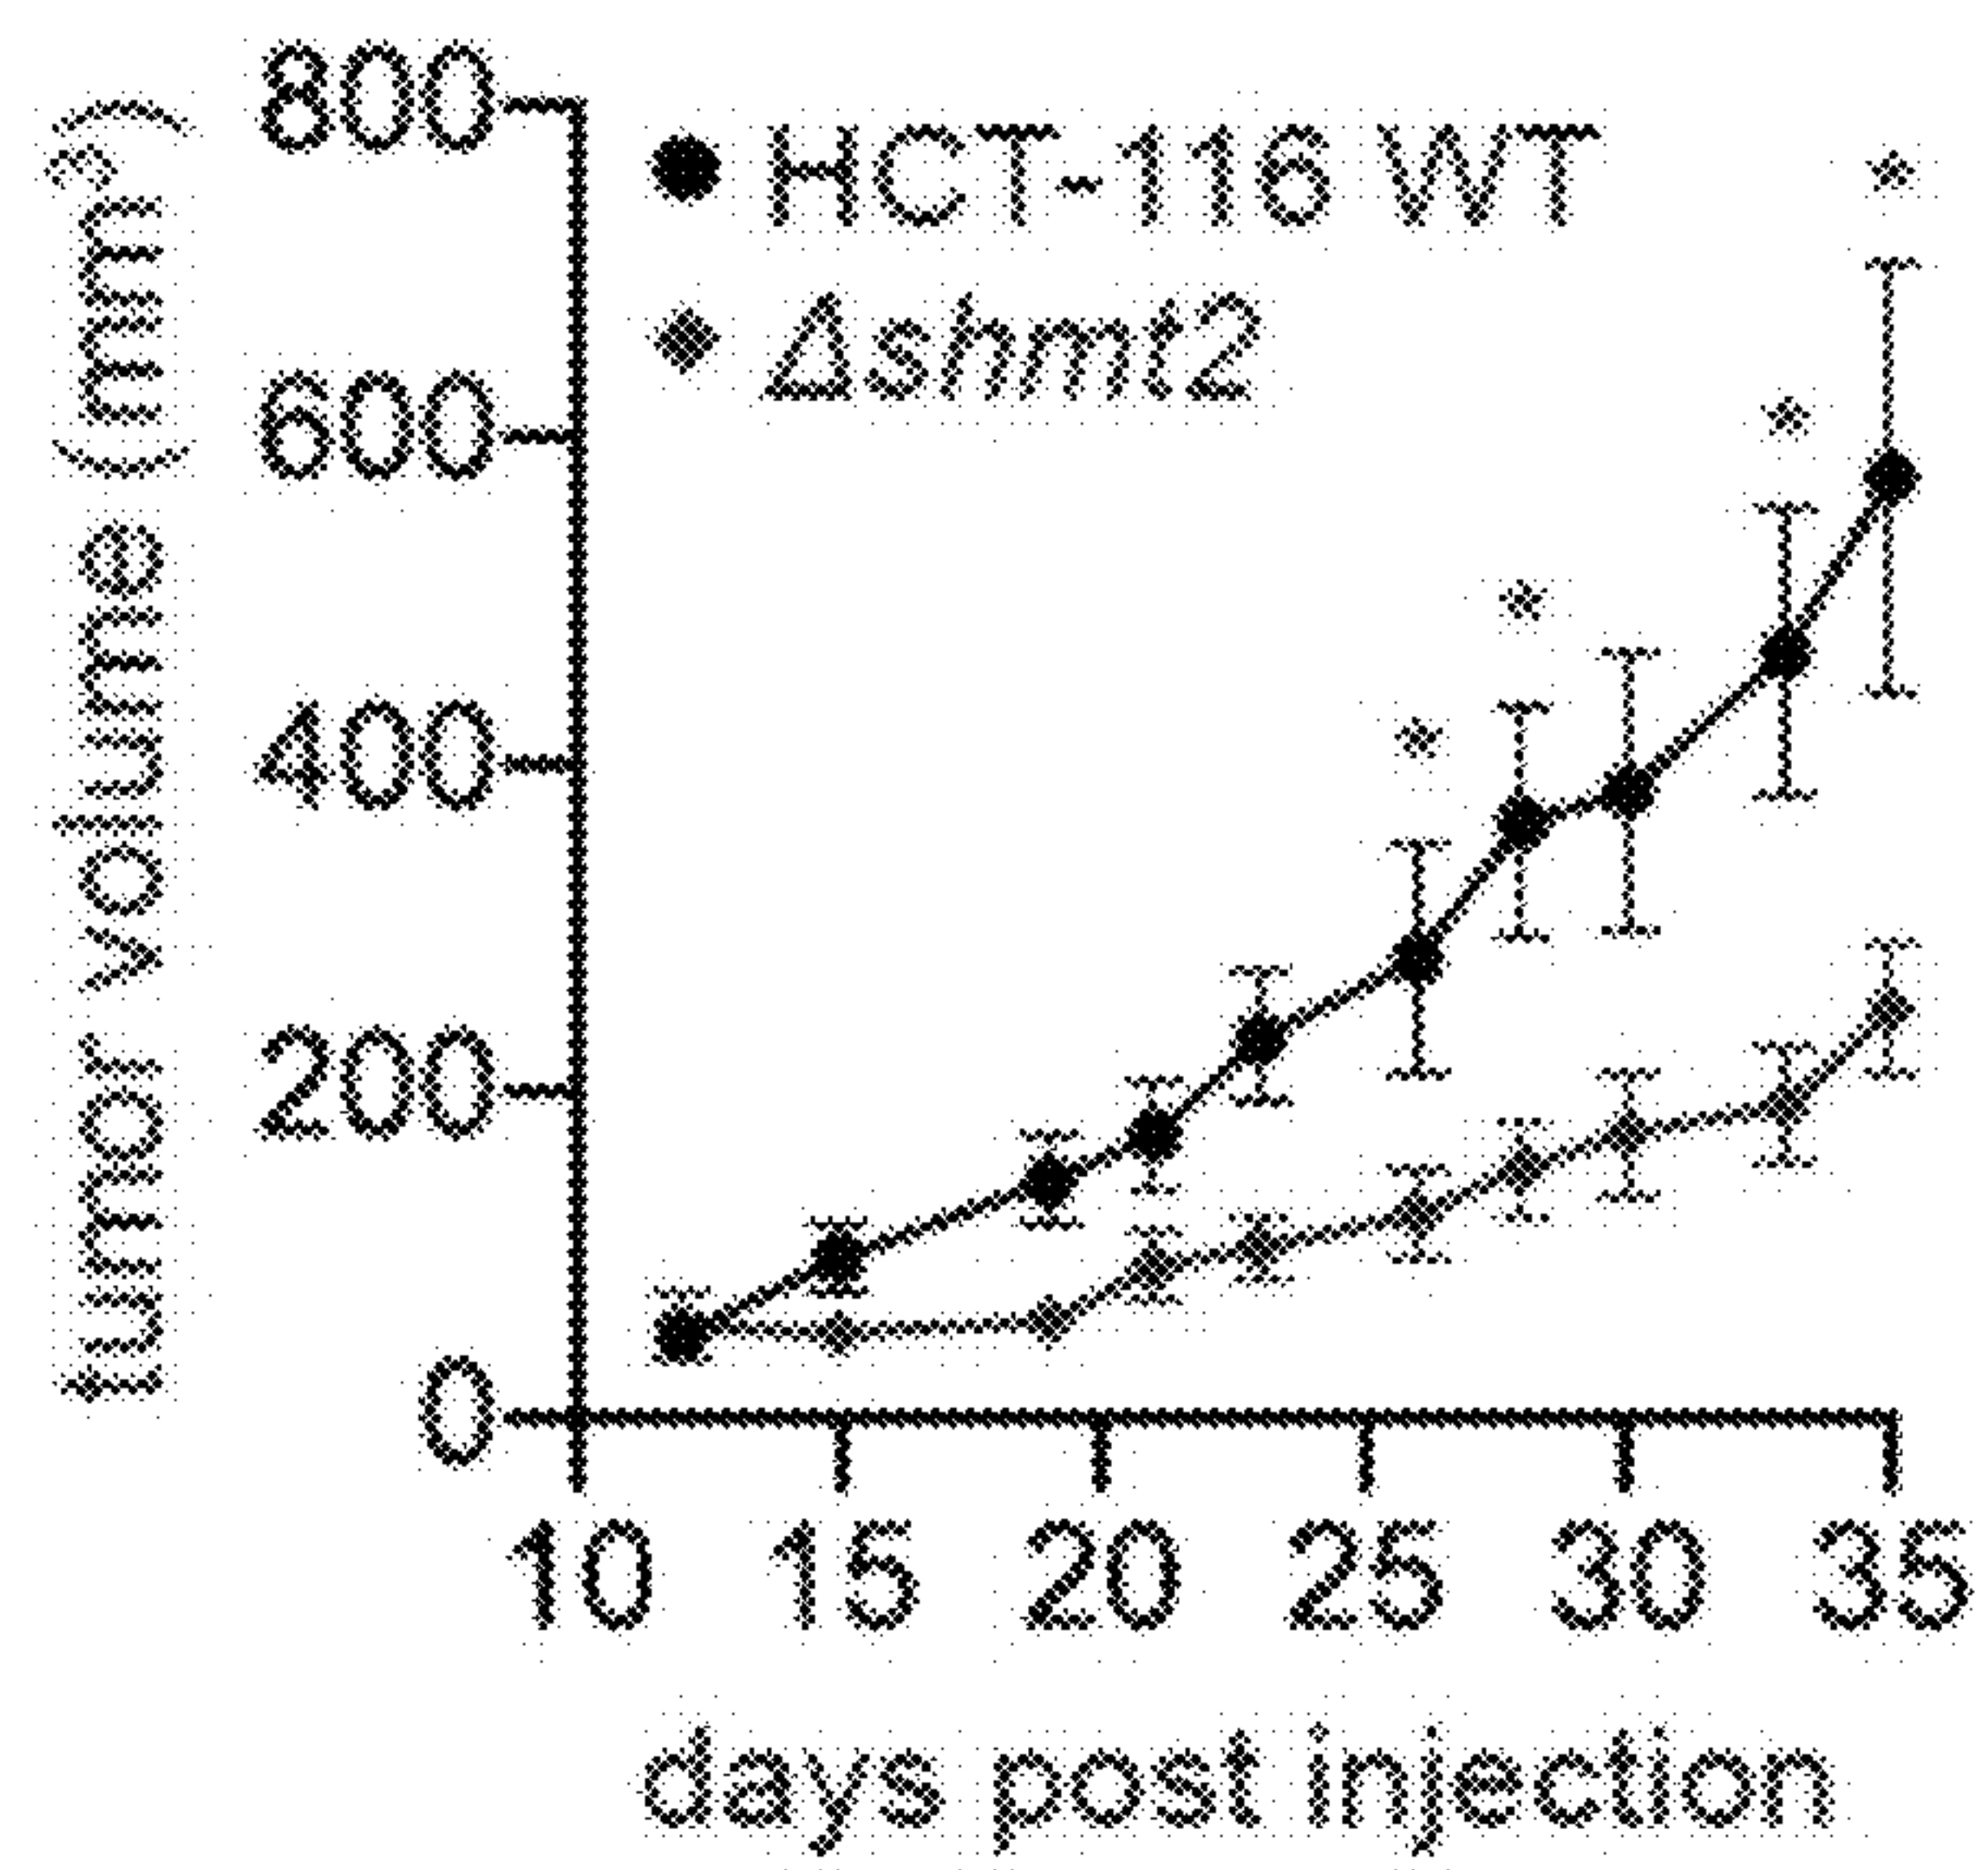 tumor volume (mm³)
800
600
400
200
0
HCT-116 WT
Δshmt2
*
*
*
*
10 15 20 25 30 35
days post injection